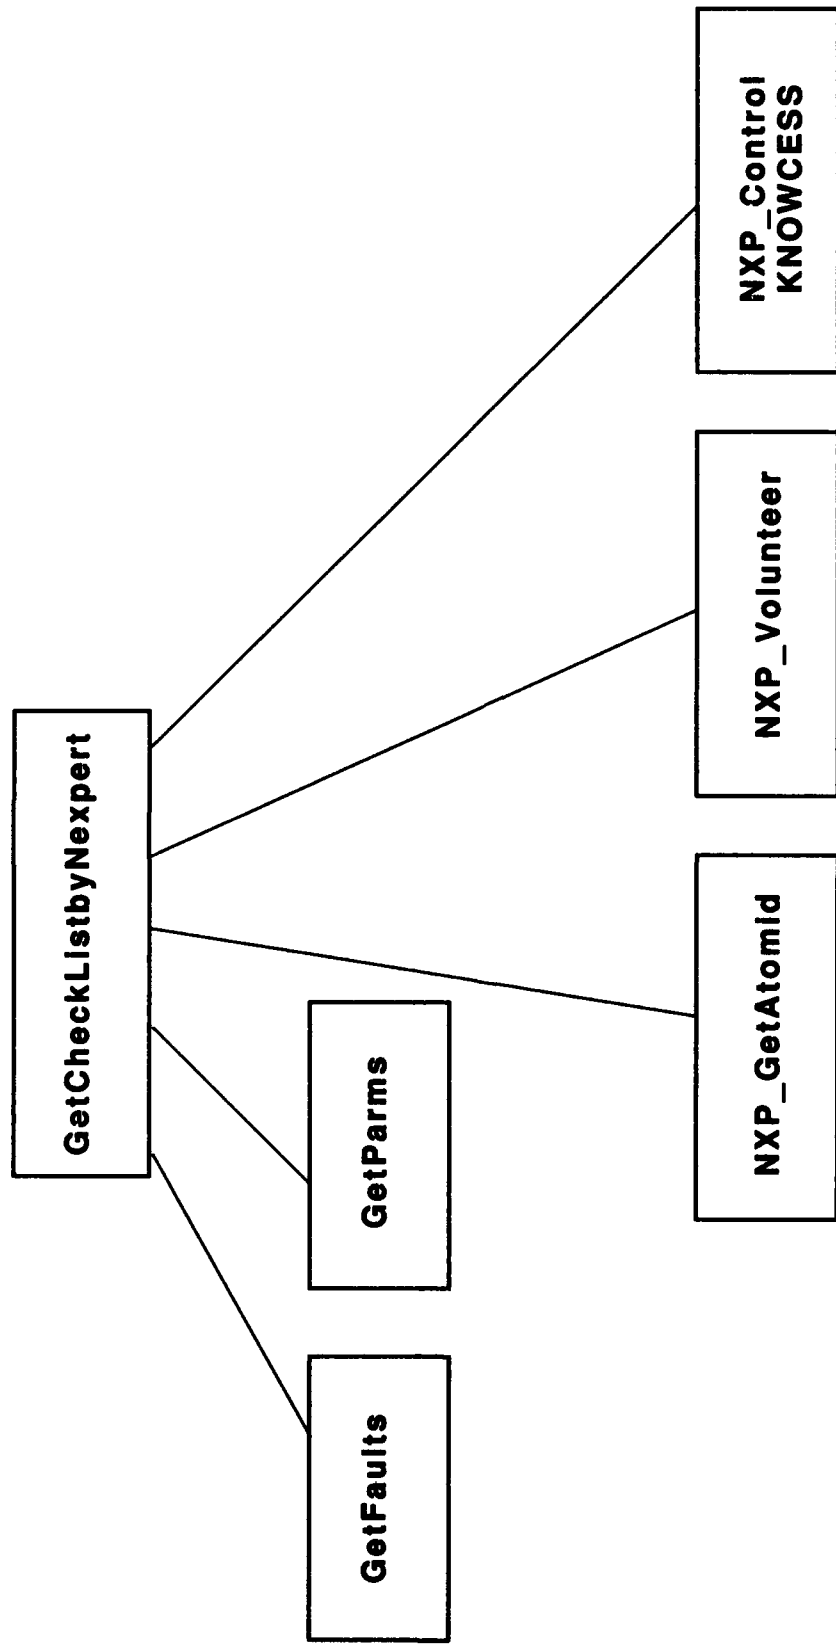 GetCheckListbyNexpert
GetFaults
GetParms
NXP_GetAtomid
NXP_Volunteer
NXP_Control
KNOWCESS